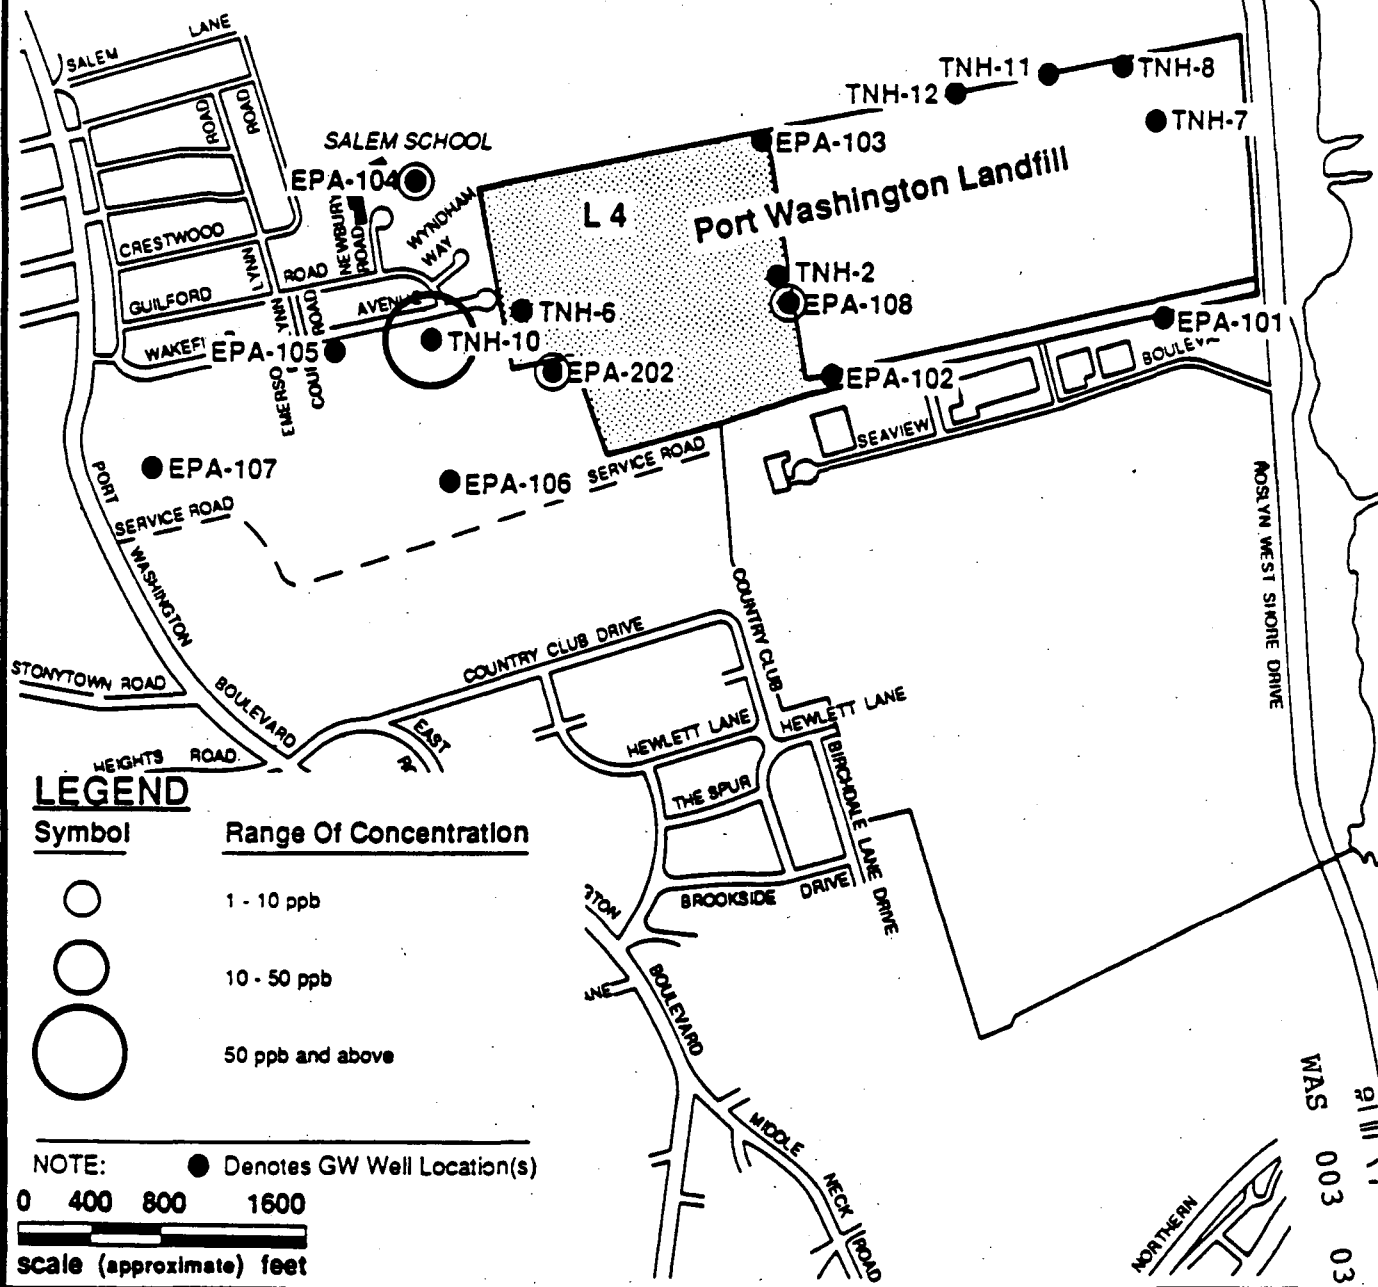 SALEM LANE
ROAD
ROAD
SALEM SCHOOL
EPA-104
NEWBURY ROAD
WYNDHAM WAY
CRESTWOOD
LYNN
GUILFORD ROAD
AVENUE
COU ROAD
EPA-105
TNH-10
TNH-6
EPA-202
L 4
Port Washington Landfill
TNH-11
TNH-12
TNH-8
TNH-7
EPA-103
TNH-2
EPA-108
EPA-101
EPA-102
SEAVIEW
EPA-107
EPA-106
SERVICE ROAD
SERVICE ROAD
PORT WASHINGTON BOULEVARD
STONYTOWN ROAD
HEIGHTS ROAD
EAST
COUNTRY CLUB DRIVE
COUNTRY CLUB
HEWLETT LANE
HEWLETT LANE
THE SPUR
BIRCHDALE LANE DRIVE
BROOKSIDE DRIVE
BOULEVARD
MIDDLE NECK ROAD
NORTHERN
ROSLYN WEST SHORE DRIVE
WAS 003 03
LEGEND
Symbol Range Of Concentration
1 - 10 ppb
10 - 50 ppb
50 ppb and above
NOTE: Denotes GW Well Location(s)
0 400 800 1600
scale (approximate) feet